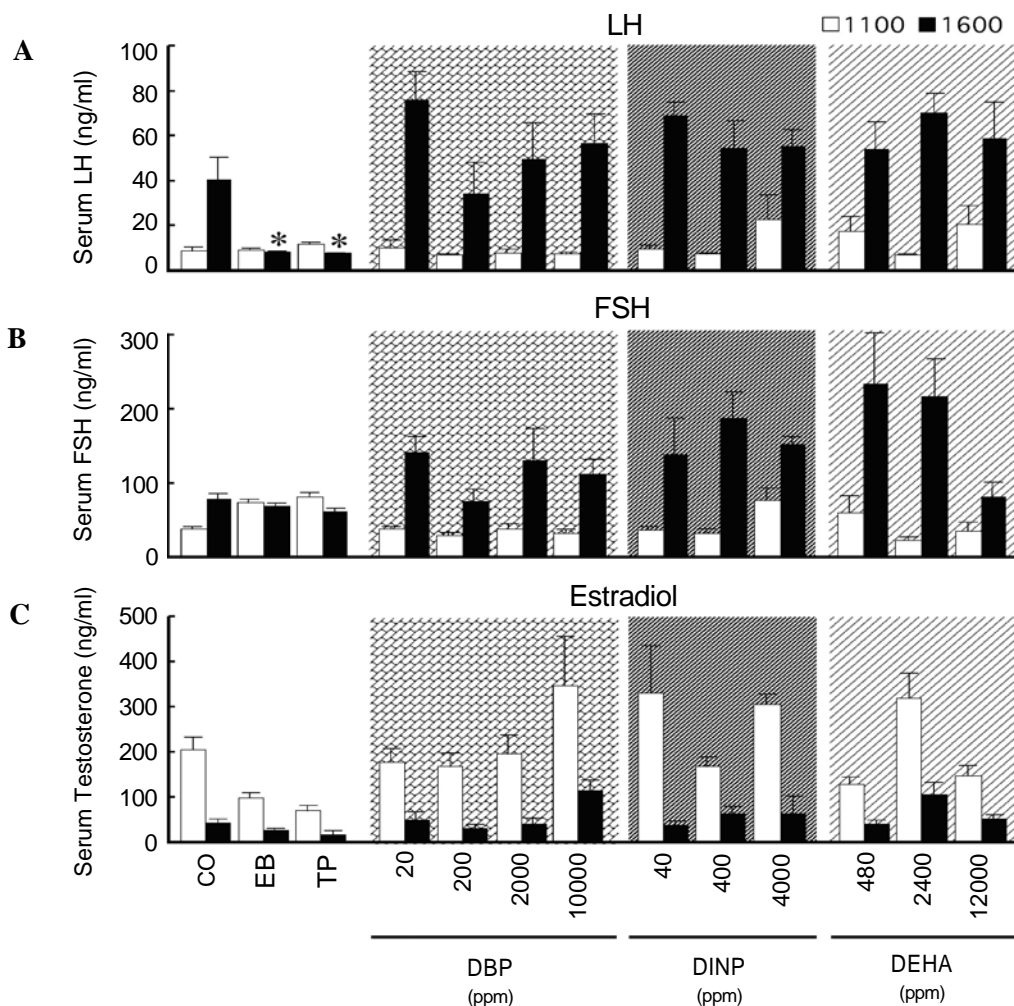 LH
1100 1600
A
Serum LH (ng/ml)
100
80
60
40
20
0
* *
FSH
B
Serum FSH (ng/ml)
300
200
100
0
Estradiol
C
Serum Testosterone (ng/ml)
500
400
300
200
100
0
CO EB TP 20 200 2000 10000 40 400 4000 480 2400 12000
DBP DINP DEHA
(ppm) (ppm) (ppm)